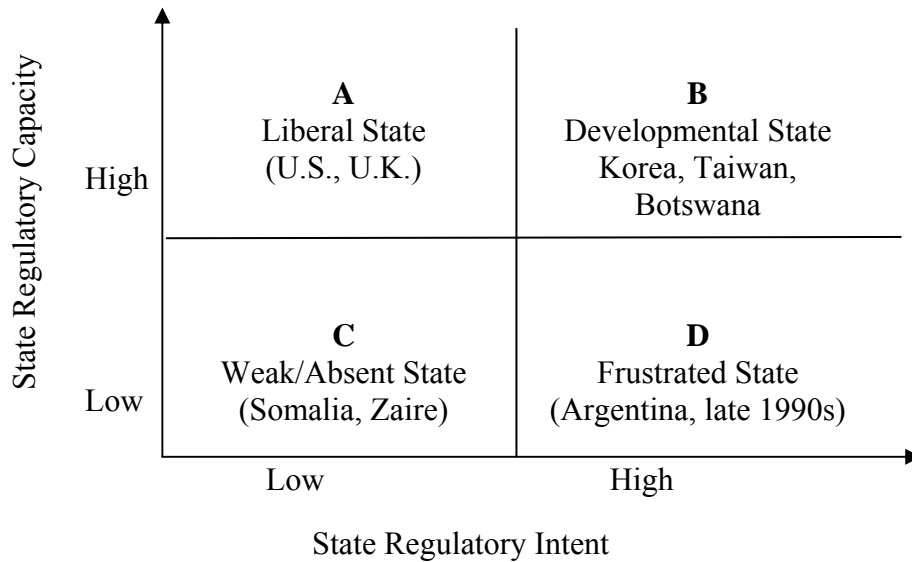 State Regulatory Capacity
High
Low
A
Liberal State
(U.S., U.K.)
B
Developmental State
Korea, Taiwan,
Botswana
C
Weak/Absent State
(Somalia, Zaire)
D
Frustrated State
(Argentina, late 1990s)
Low
High
State Regulatory Intent